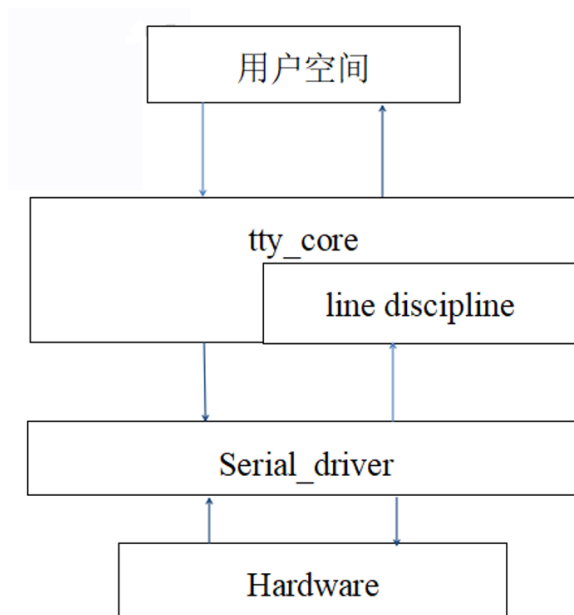 用户空间
tty_core
line discipline
Serial_driver
Hardware